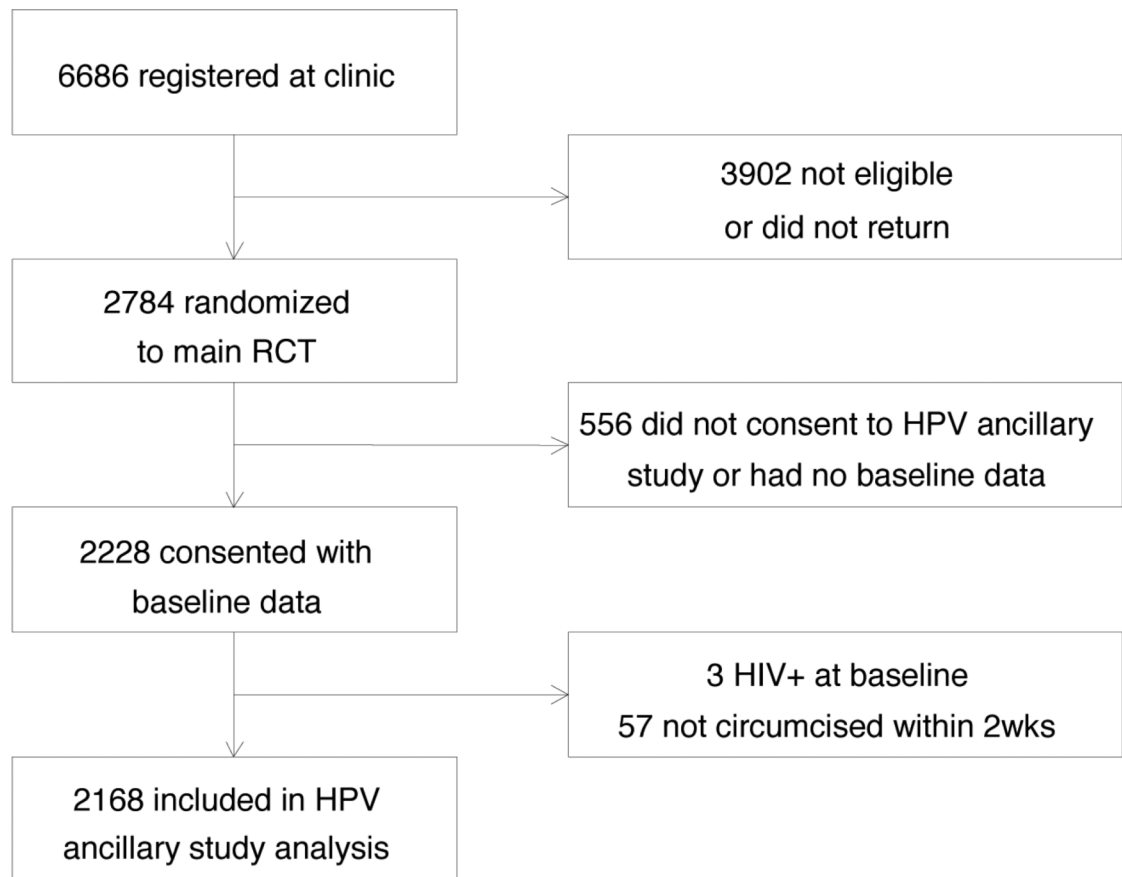 6686 registered at clinic
3902 not eligible
or did not return
2784 randomized
to main RCT
556 did not consent to HPV ancillary
study or had no baseline data
2228 consented with
baseline data
3 HIV+ at baseline
57 not circumcised within 2wks
2168 included in HPV
ancillary study analysis